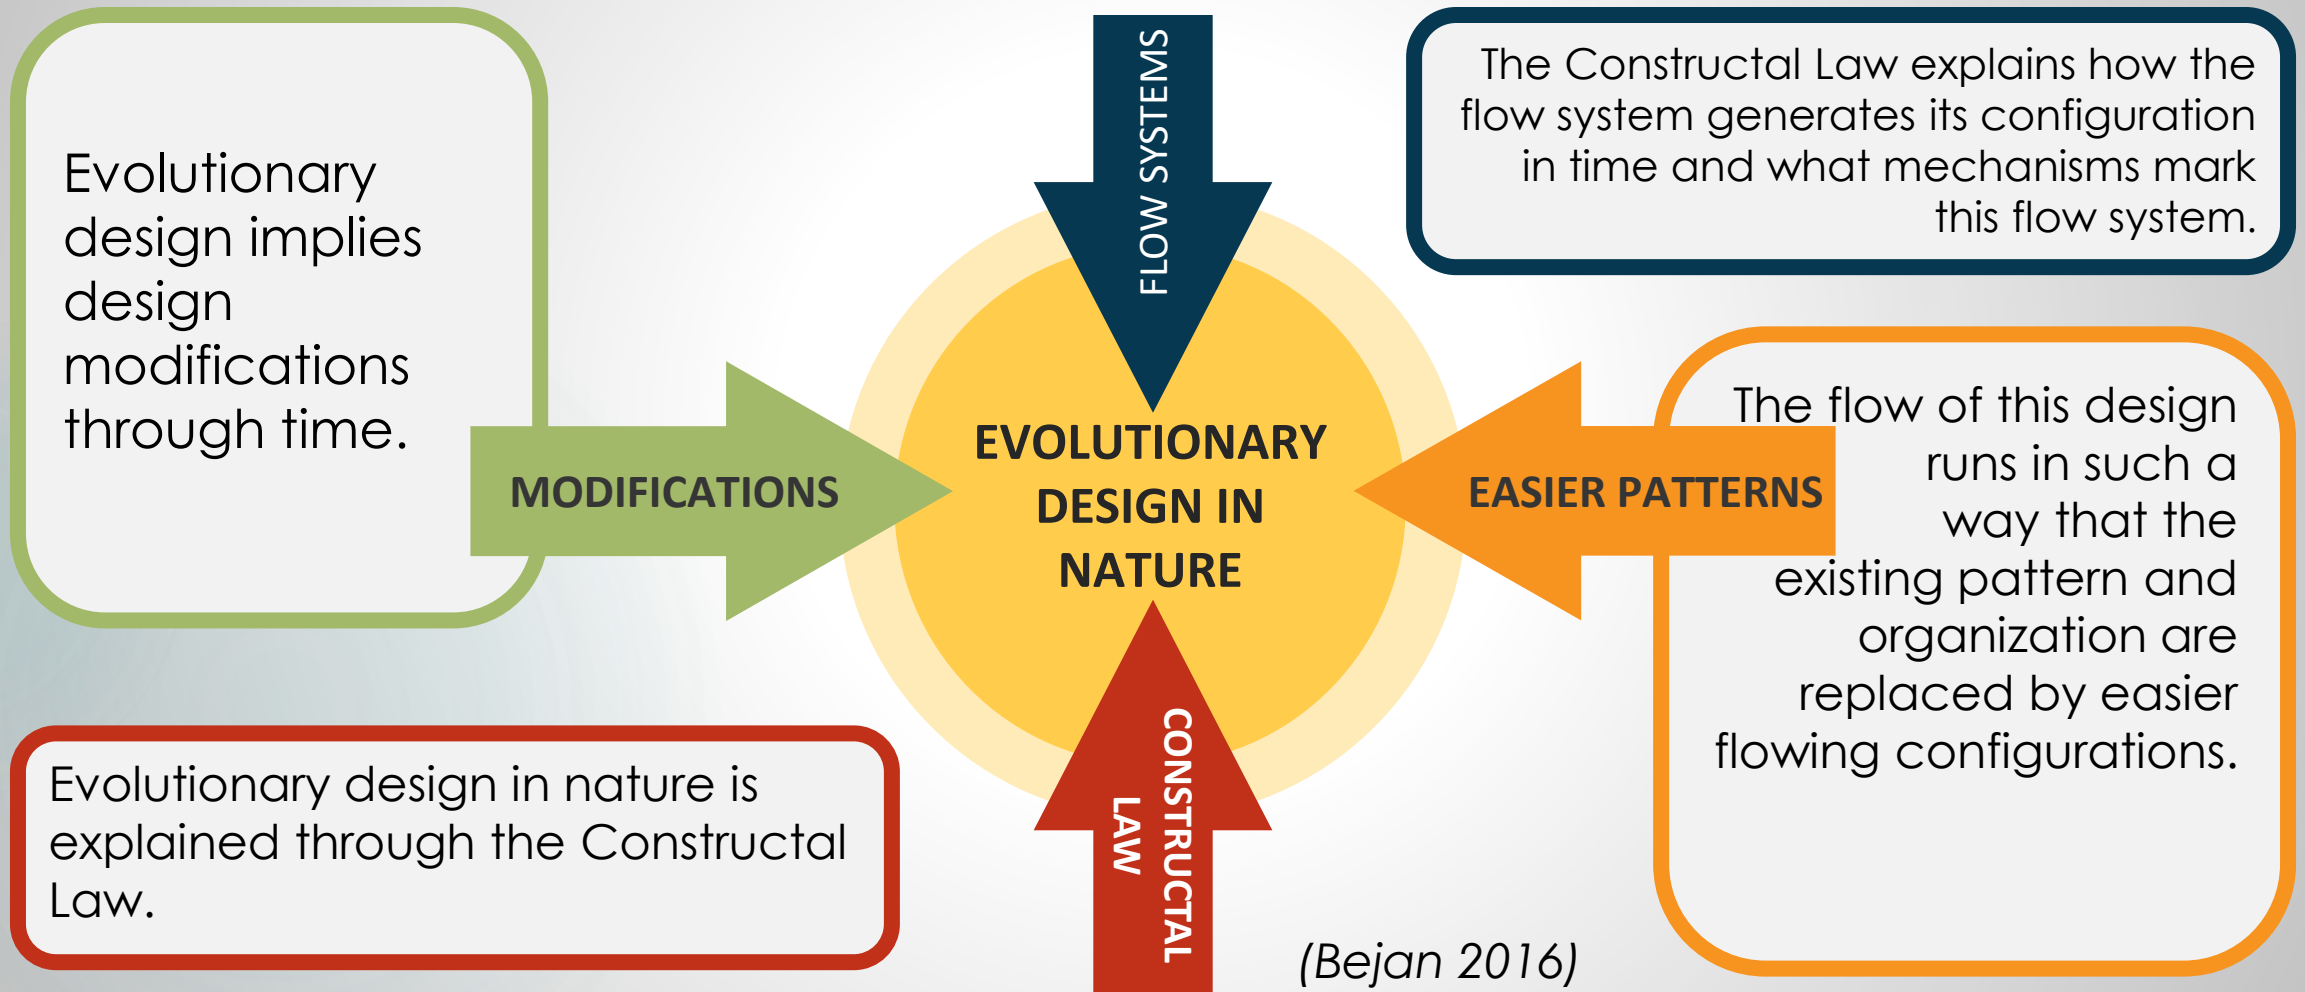 Evolutionary
design implies
design
modifications
through time.
MODIFICATIONS
FLOW SYSTEMS
The Constructal Law explains how the
flow system generates its configuration
in time and what mechanisms mark
this flow system.
EVOLUTIONARY
DESIGN IN
NATURE
EASIER PATTERNS
The flow of this design
runs in such a
way that the
existing pattern and
organization are
replaced by easier
flowing configurations.
Evolutionary design in nature is
explained through the Constructal
Law.
CONSTRUCTAL
LAW
(Bejan 2016)